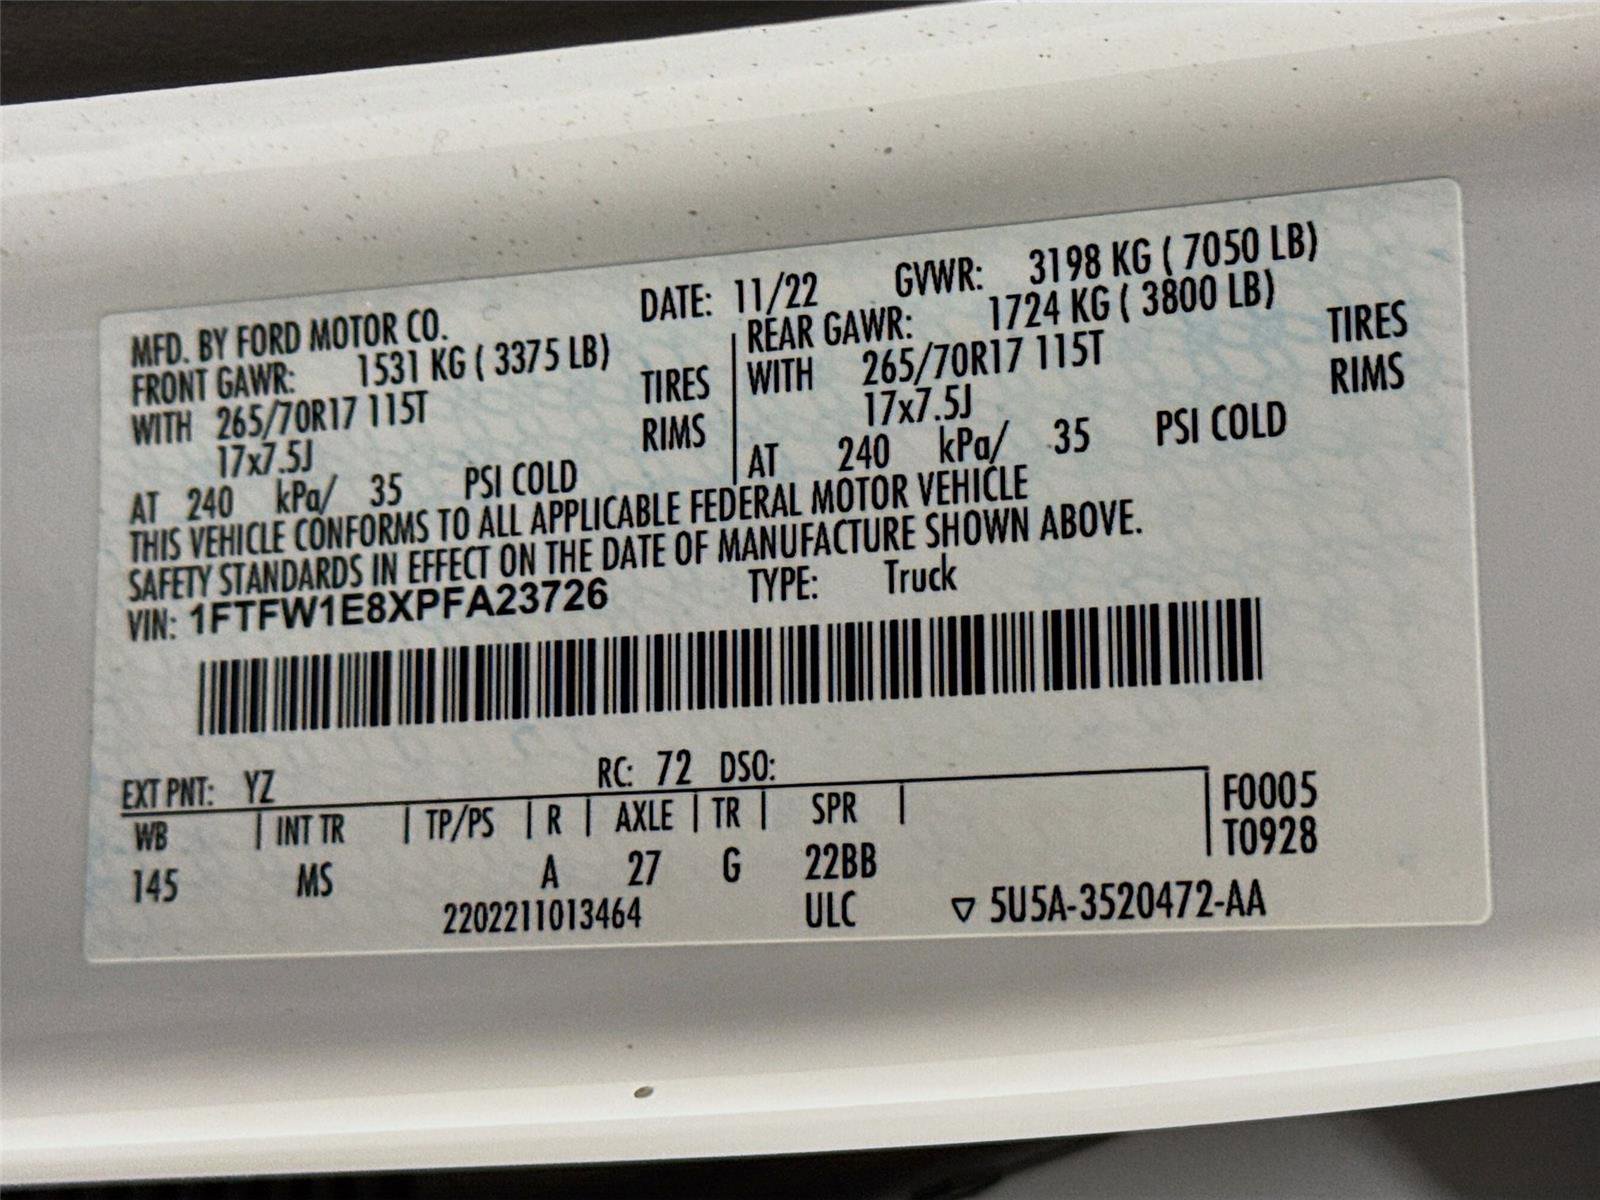 MFD. BY FORD MOTOR CO. DATE: 11/22 GVWR: 3198 KG ( 7050 LB)
FRONT GAWR: 1531 KG ( 3375 LB) REAR GAWR: 1724 KG ( 3800 LB)
WITH 265/70R17 115T TIRES WITH 265/70R17 115T TIRES
17x7.5J RIMS 17x7.5J RIMS
AT 240 kPa/ 35 PSI COLD AT 240 kPa/ 35 PSI COLD
THIS VEHICLE CONFORMS TO ALL APPLICABLE FEDERAL MOTOR VEHICLE
SAFETY STANDARDS IN EFFECT ON THE DATE OF MANUFACTURE SHOWN ABOVE.
VIN: 1FTFW1E8XPFA23726 TYPE: Truck
EXT PNT: YZ RC: 72 DSO:
WB | INT TR | TP/PS | R | AXLE | TR | SPR | F0005
T0928
145 MS A 27 G 22BB
2202211013464 ULC ▽ 5U5A-3520472-AA